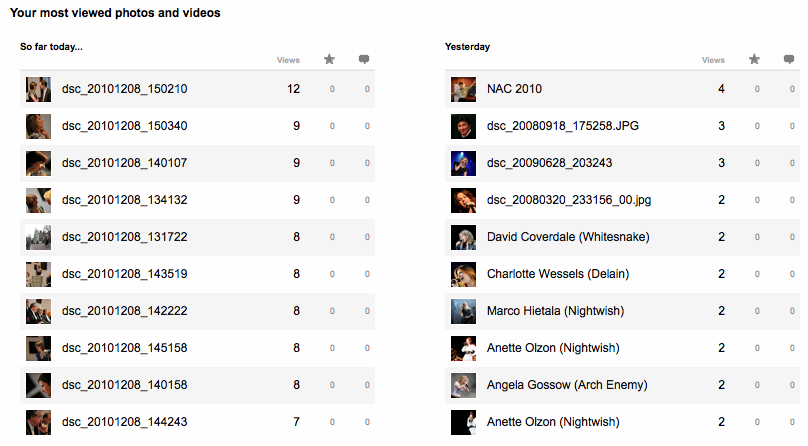 Your most viewed photos and videos
So far today...
Views
dsc_20101208_150210 12 0 0
dsc_20101208_150340 9 0 0
dsc_20101208_140107 9 0 0
dsc_20101208_134132 9 0 0
dsc_20101208_131722 8 0 0
dsc_20101208_143519 8 0 0
dsc_20101208_142222 8 0 0
dsc_20101208_145158 8 0 0
dsc_20101208_140158 8 0 0
dsc_20101208_144243 7 0 0
Yesterday
Views
NAC 2010 4 0 0
dsc_20080918_175258.JPG 3 0 0
dsc_20090628_203243 3 0 0
dsc_20080320_233156_00.jpg 2 0 0
David Coverdale (Whitesnake) 2 0 0
Charlotte Wessels (Delain) 2 0 0
Marco Hietala (Nightwish) 2 0 0
Anette Olzon (Nightwish) 2 0 0
Angela Gossow (Arch Enemy) 2 0 0
Anette Olzon (Nightwish) 2 0 0